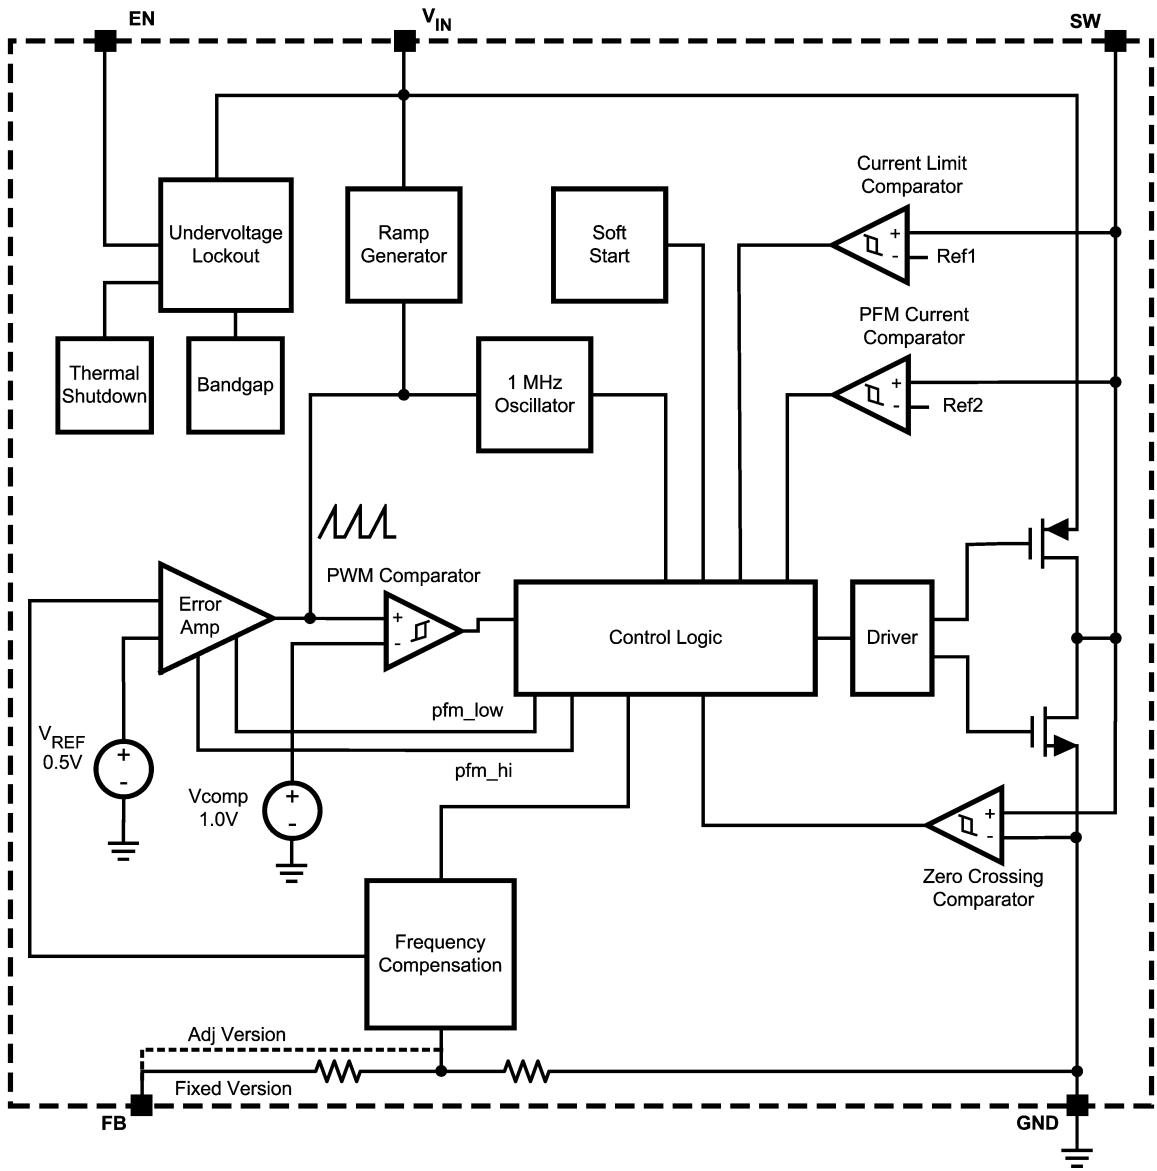 EN
VIN
SW
Current Limit
Comparator
+
-
Ref1
Undervoltage
Lockout
Ramp
Generator
Soft
Start
PFM Current
Comparator
+
-
Ref2
Thermal
Shutdown
Bandgap
1 MHz
Oscillator
PWM Comparator
+
-
Error
Amp
Control Logic
Driver
pfm_low
pfm_hi
VREF
0.5V
+
-
Vcomp
1.0V
+
-
+
-
Zero Crossing
Comparator
Frequency
Compensation
Adj Version
Fixed Version
FB
GND